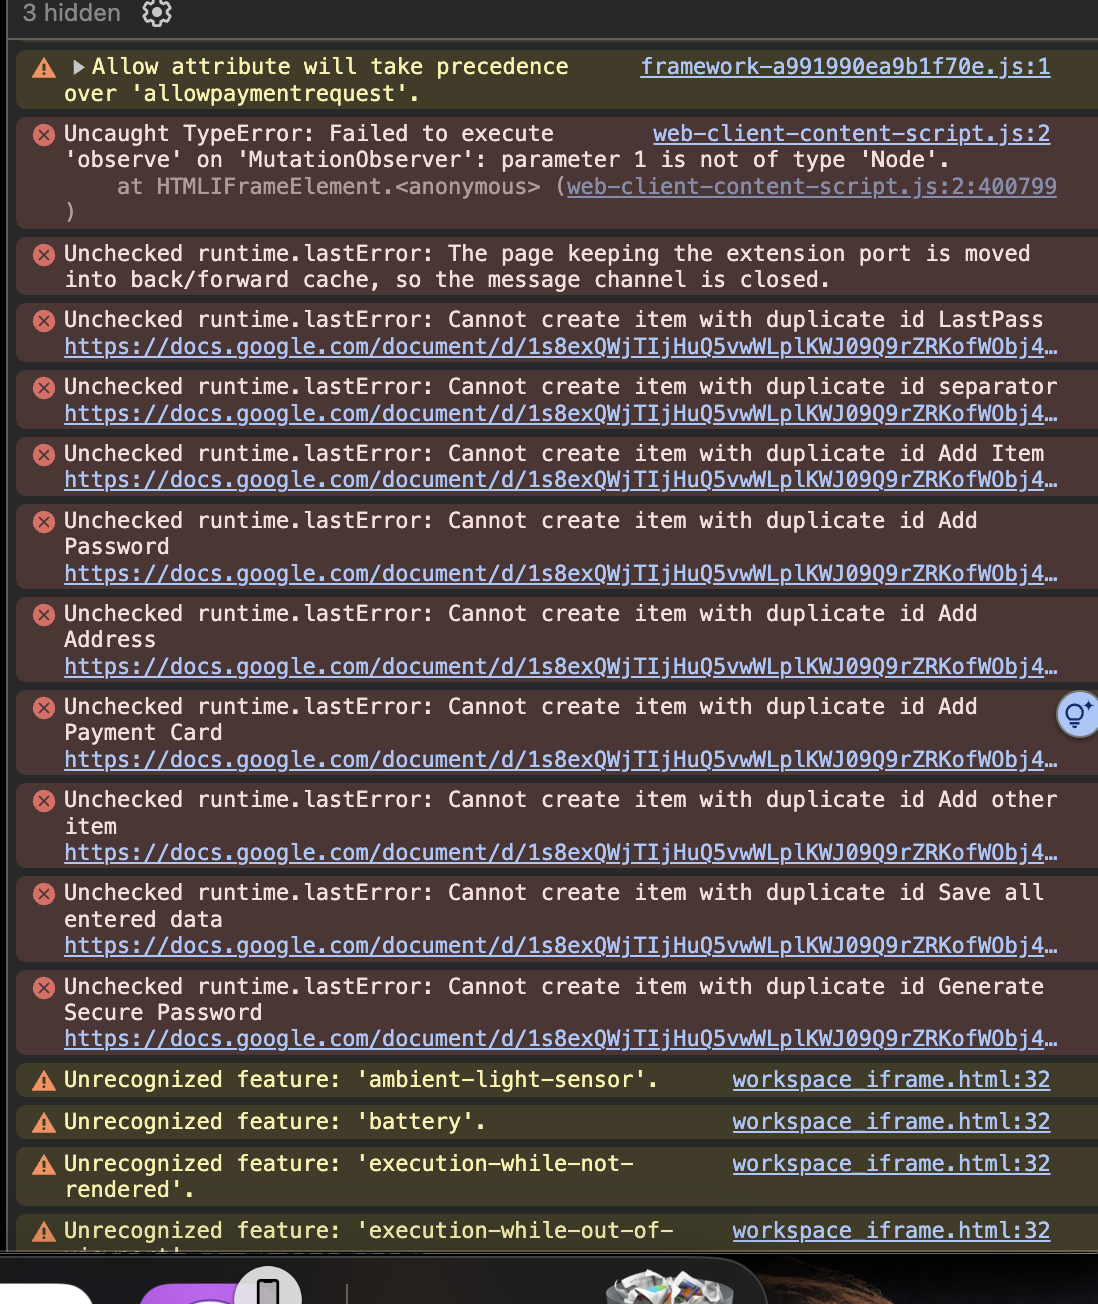 3 hidden
Allow attribute will take precedence framework-a991990ea9b1f70e.js:1
over 'allowpaymentrequest'.
Uncaught TypeError: Failed to execute web-client-content-script.js:2
'observe' on 'MutationObserver': parameter 1 is not of type 'Node'.
at HTMLIFrameElement.<anonymous> (web-client-content-script.js:2:400799
)
Unchecked runtime.lastError: The page keeping the extension port is moved
into back/forward cache, so the message channel is closed.
Unchecked runtime.lastError: Cannot create item with duplicate id LastPass
https://docs.google.com/document/d/1s8exQWjTIjHuQ5vwWLplKWJ09Q9rZRKofWObj4…
Unchecked runtime.lastError: Cannot create item with duplicate id separator
https://docs.google.com/document/d/1s8exQWjTIjHuQ5vwWLplKWJ09Q9rZRKofWObj4…
Unchecked runtime.lastError: Cannot create item with duplicate id Add Item
https://docs.google.com/document/d/1s8exQWjTIjHuQ5vwWLplKWJ09Q9rZRKofWObj4…
Unchecked runtime.lastError: Cannot create item with duplicate id Add
Password
https://docs.google.com/document/d/1s8exQWjTIjHuQ5vwWLplKWJ09Q9rZRKofWObj4…
Unchecked runtime.lastError: Cannot create item with duplicate id Add
Address
https://docs.google.com/document/d/1s8exQWjTIjHuQ5vwWLplKWJ09Q9rZRKofWObj4…
Unchecked runtime.lastError: Cannot create item with duplicate id Add
Payment Card
https://docs.google.com/document/d/1s8exQWjTIjHuQ5vwWLplKWJ09Q9rZRKofWObj4…
Unchecked runtime.lastError: Cannot create item with duplicate id Add other
item
https://docs.google.com/document/d/1s8exQWjTIjHuQ5vwWLplKWJ09Q9rZRKofWObj4…
Unchecked runtime.lastError: Cannot create item with duplicate id Save all
entered data
https://docs.google.com/document/d/1s8exQWjTIjHuQ5vwWLplKWJ09Q9rZRKofWObj4…
Unchecked runtime.lastError: Cannot create item with duplicate id Generate
Secure Password
https://docs.google.com/document/d/1s8exQWjTIjHuQ5vwWLplKWJ09Q9rZRKofWObj4…
Unrecognized feature: 'ambient-light-sensor'. workspace_iframe.html:32
Unrecognized feature: 'battery'. workspace_iframe.html:32
Unrecognized feature: 'execution-while-not- workspace_iframe.html:32
rendered'.
Unrecognized feature: 'execution-while-out-of- workspace_iframe.html:32